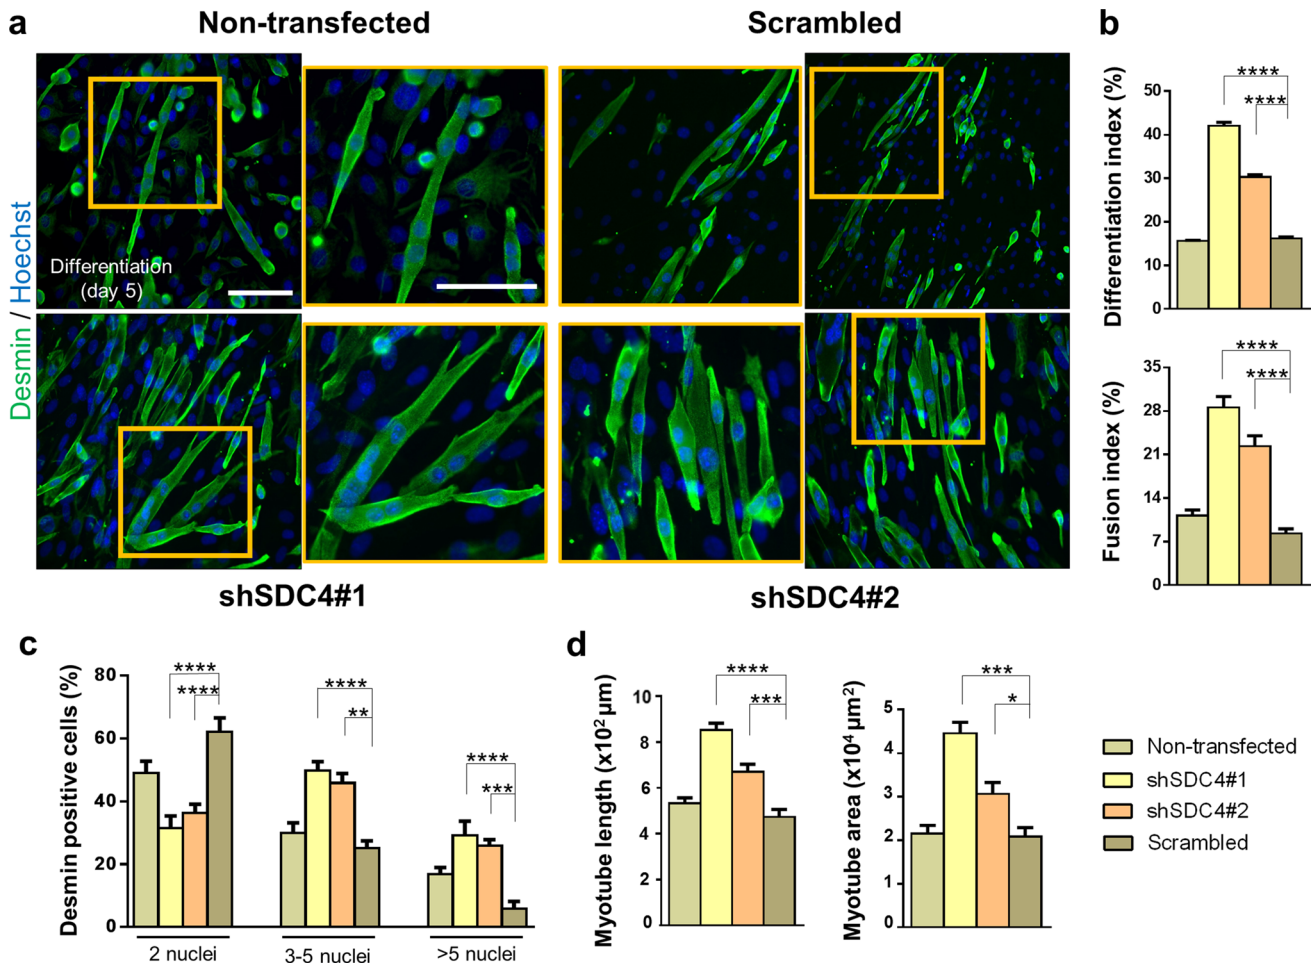 a
Non-transfected
Scrambled
Desmin / Hoechst
Differentiation
(day 5)
shSDC4#1
shSDC4#2
b
Differentiation index (%)
50
40
30
20
10
0
****
****
Fusion index (%)
35
28
21
14
7
0
****
****
c
Desmin positive cells (%)
80
60
40
20
0
****
****
****
**
****
***
2 nuclei
3-5 nuclei
>5 nuclei
d
Myotube length (x10² µm)
10
8
6
4
2
0
****
***
Myotube area (x10⁴ µm²)
5
4
3
2
1
0
***
*
Non-transfected
shSDC4#1
shSDC4#2
Scrambled